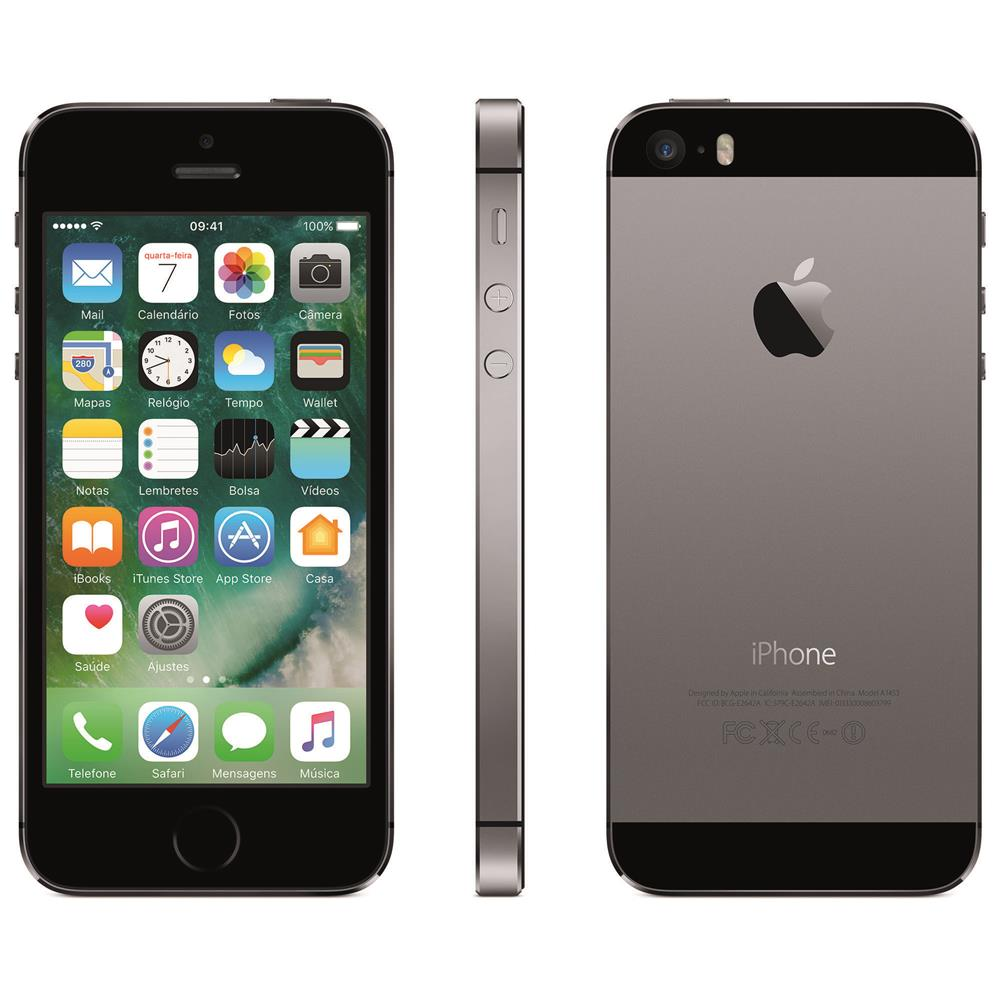 09:41 100%
quarta-feira
7
Mail Calendário Fotos Câmera
280
Mapas Relógio Tempo Wallet
Notas Lembretes Bolsa Vídeos
iBooks iTunes Store App Store Casa
Saúde Ajustes
Telefone Safari Mensagens Música
iPhone
Designed by Apple in California Assembled in China Model A1453
FCC ID: BCG-E2642A IC: 579C-E2642A
FC CE 0682